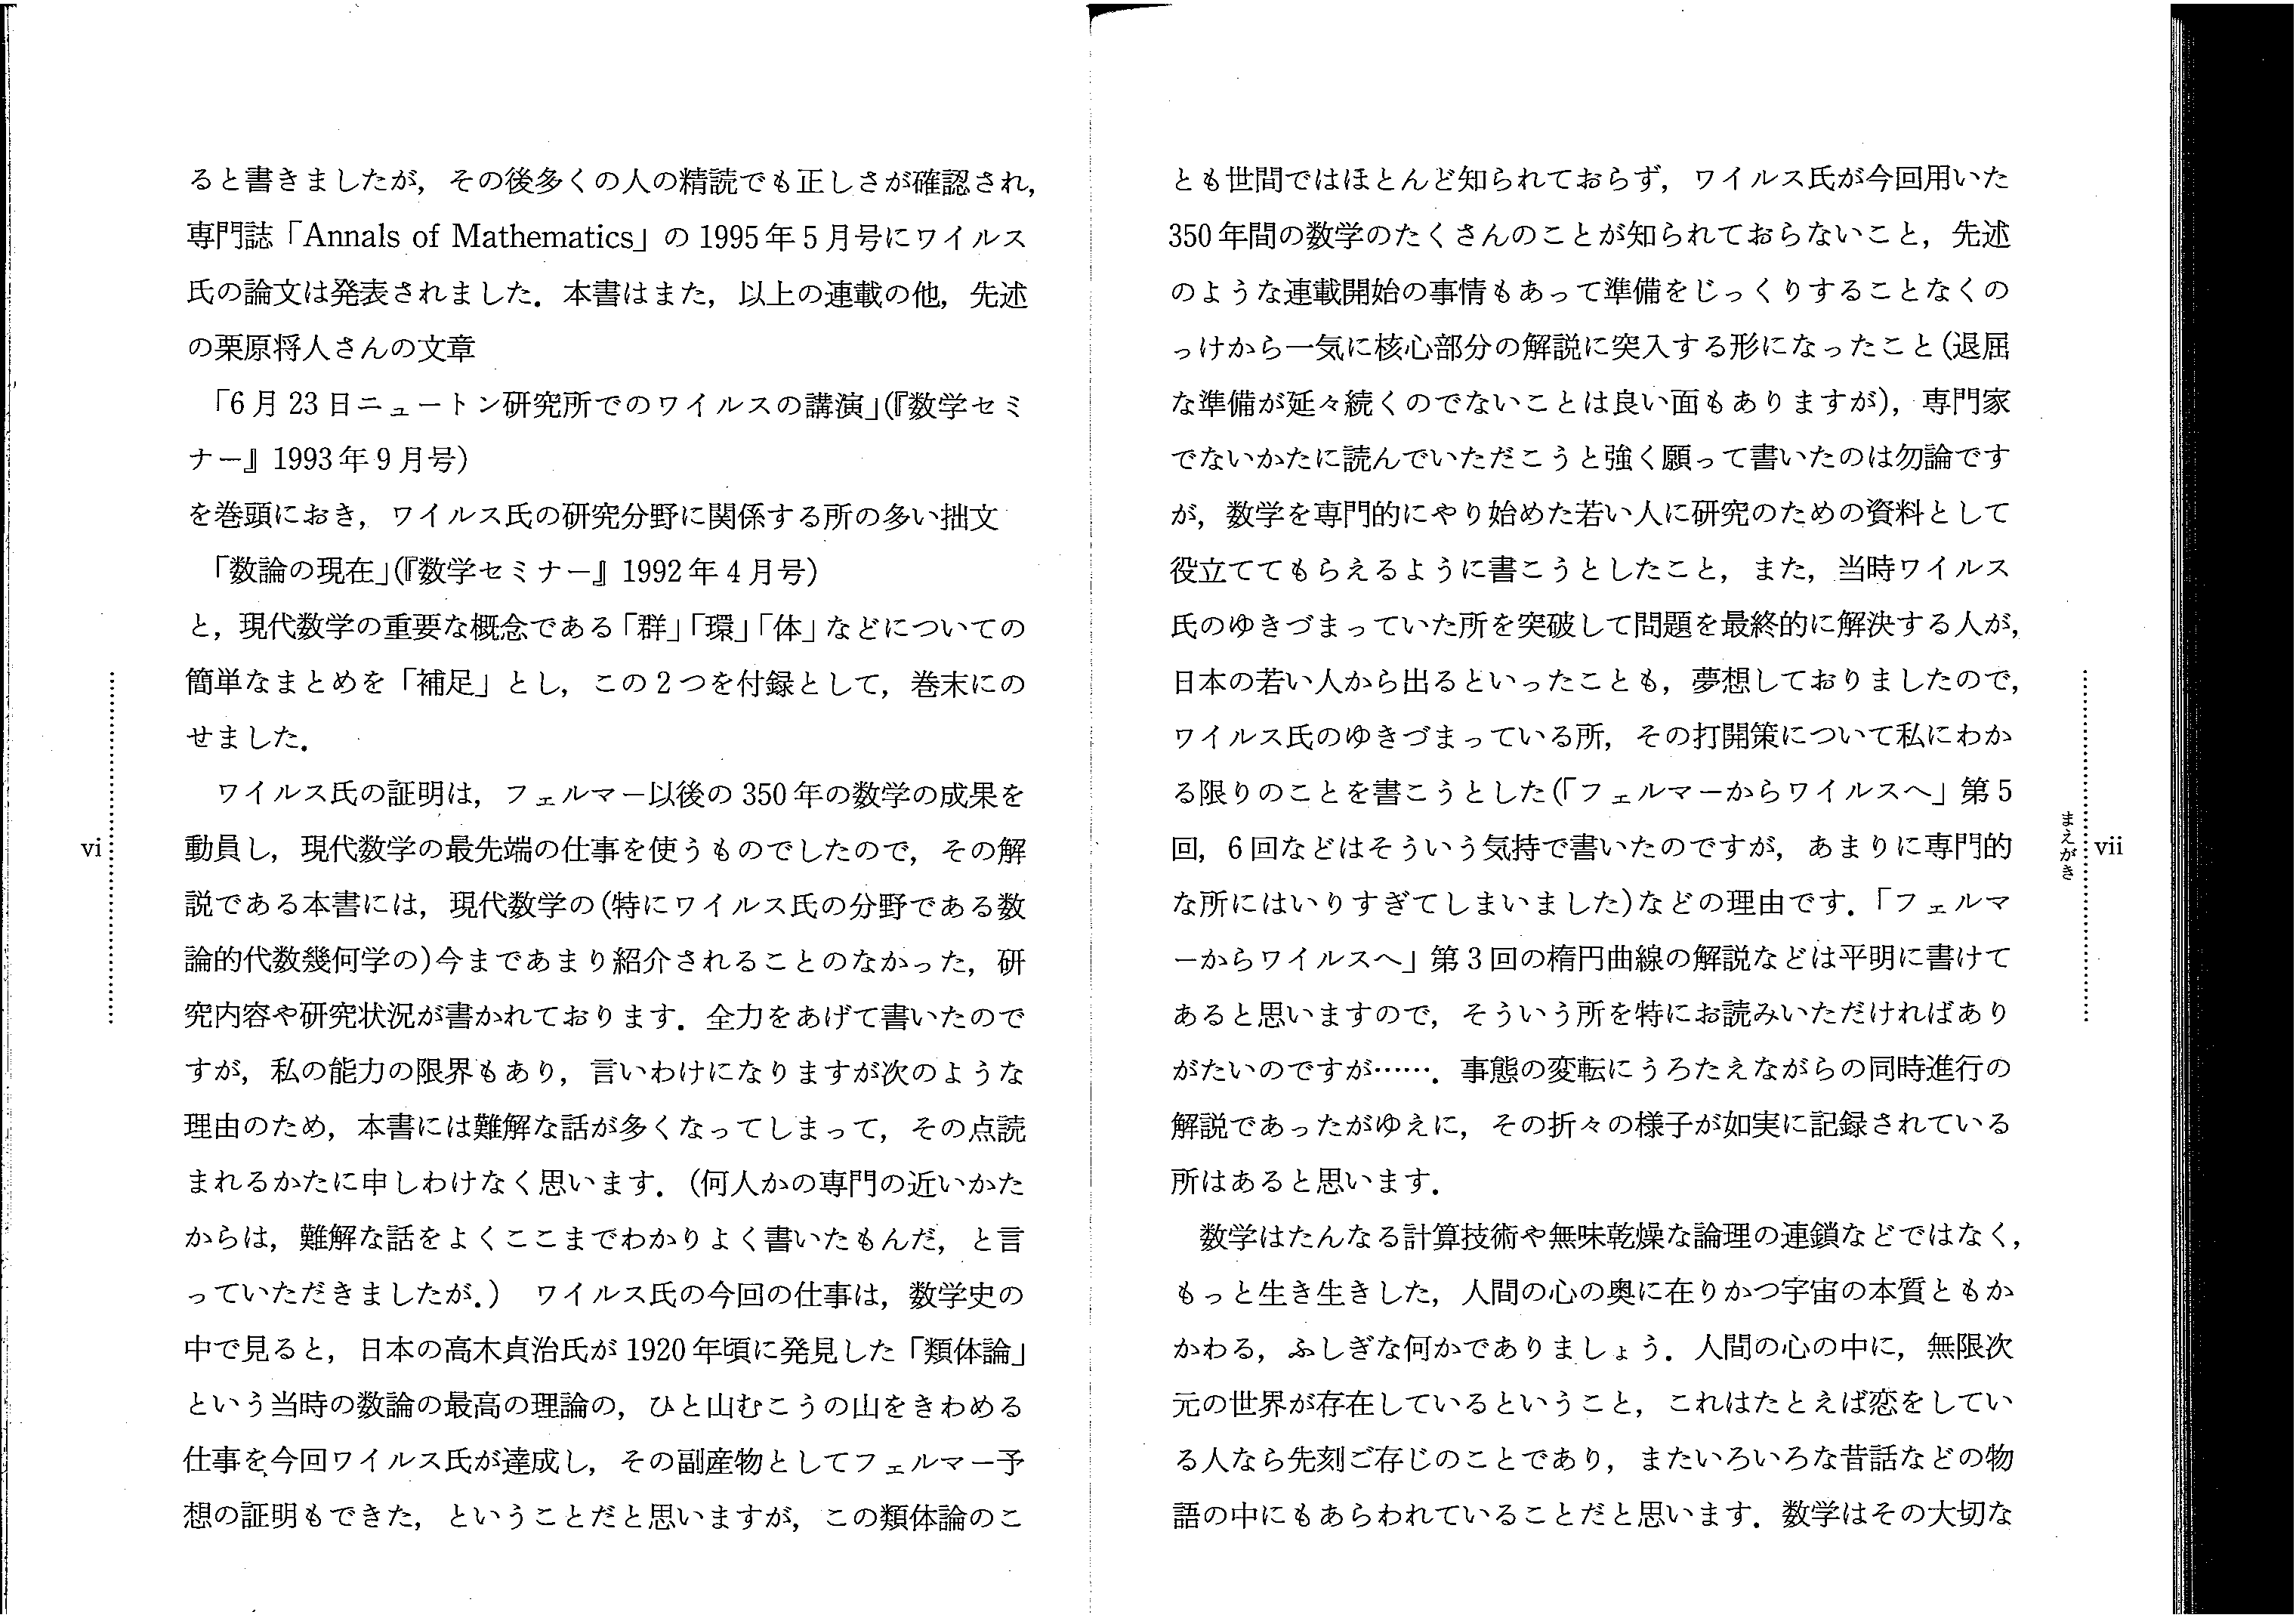 ると書きましたが，その後多くの人の精読でも正しさが確認され，
専門誌「Annals of Mathematics」の1995年5月号にワイルス
氏の論文は発表されました．本書はまた，以上の連載の他，先述
の栗原将人さんの文章
「6月23日ニュートン研究所でのワイルスの講演」(『数学セミ
ナー』1993年9月号)
を巻頭におき，ワイルス氏の研究分野に関係する所の多い拙文
「数論の現在」(『数学セミナー』1992年4月号)
と，現代数学の重要な概念である「群」「環」「体」などについての
簡単なまとめを「補足」とし，この2つを付録として，巻末にの
せました．
ワイルス氏の証明は，フェルマー以後の350年の数学の成果を
動員し，現代数学の最先端の仕事を使うものでしたので，その解
説である本書には，現代数学の(特にワイルス氏の分野である数
論的代数幾何学の)今まであまり紹介されることのなかった，研
究内容や研究状況が書かれております．全力をあげて書いたので
すが，私の能力の限界もあり，言いわけになりますが次のような
理由のため，本書には難解な話が多くなってしまって，その点読
まれるかたに申しわけなく思います．(何人かの専門の近いかた
からは，難解な話をよくここまでわかりよく書いたもんだ，と言
っていただきましたが．) ワイルス氏の今回の仕事は，数学史の
中で見ると，日本の高木貞治氏が1920年頃に発見した「類体論」
という当時の数論の最高の理論の，ひと山むこうの山をきわめる
仕事を今回ワイルス氏が達成し，その副産物としてフェルマー予
想の証明もできた，ということだと思いますが，この類体論のこ
vi
とも世間ではほとんど知られておらず，ワイルス氏が今回用いた
350年間の数学のたくさんのことが知られておらないこと，先述
のような連載開始の事情もあって準備をじっくりすることなくの
っけから一気に核心部分の解説に突入する形になったこと(退屈
な準備が延々続くのでないことは良い面もありますが)，専門家
でないかたに読んでいただこうと強く願って書いたのは勿論です
が，数学を専門的にやり始めた若い人に研究のための資料として
役立ててもらえるように書こうとしたこと，また，当時ワイルス
氏のゆきづまっていた所を突破して問題を最終的に解決する人が，
日本の若い人から出るといったことも，夢想しておりましたので，
ワイルス氏のゆきづまっている所，その打開策について私にわか
る限りのことを書こうとした(「フェルマーからワイルスへ」第5
回，6回などはそういう気持で書いたのですが，あまりに専門的
な所にはいりすぎてしまいました)などの理由です．「フェルマ
ーからワイルスへ」第3回の楕円曲線の解説などは平明に書けて
あると思いますので，そういう所を特にお読みいただければあり
がたいのですが……．事態の変転にうろたえながらの同時進行の
解説であったがゆえに，その折々の様子が如実に記録されている
所はあると思います．
数学はたんなる計算技術や無味乾燥な論理の連鎖などではなく，
もっと生き生きした，人間の心の奥に在りかつ宇宙の本質ともか
かわる，ふしぎな何かでありましょう．人間の心の中に，無限次
元の世界が存在しているということ，これはたとえば恋をしてい
る人なら先刻ご存じのことであり，またいろいろな昔話などの物
語の中にもあらわれていることだと思います．数学はその大切な
まえがき
vii